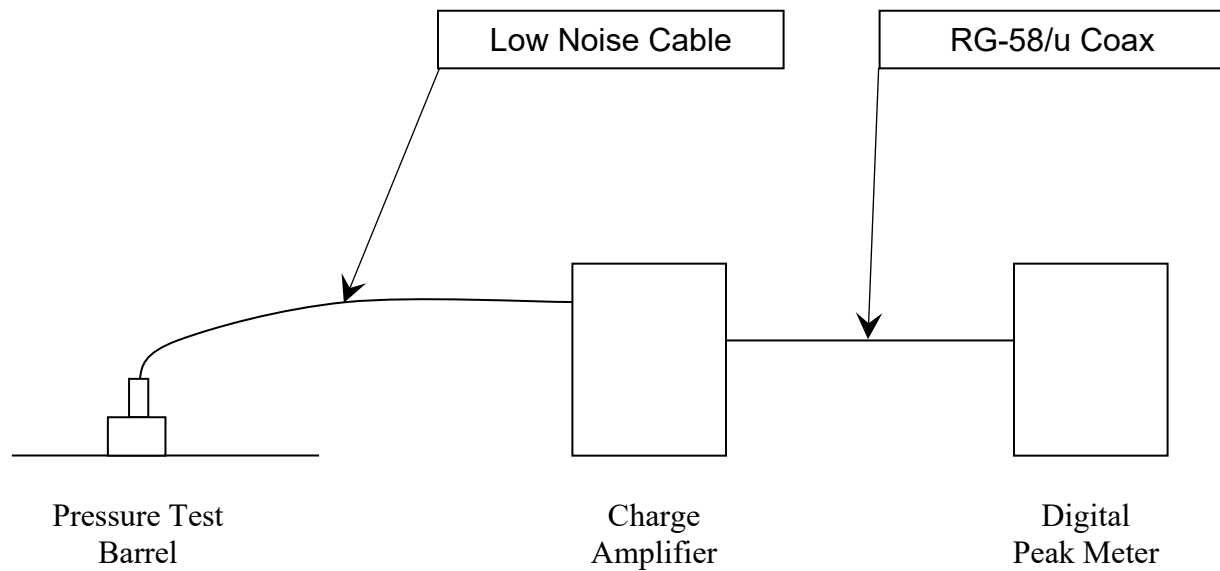 Low Noise Cable
RG-58/u Coax
Pressure Test
Barrel
Charge
Amplifier
Digital
Peak Meter